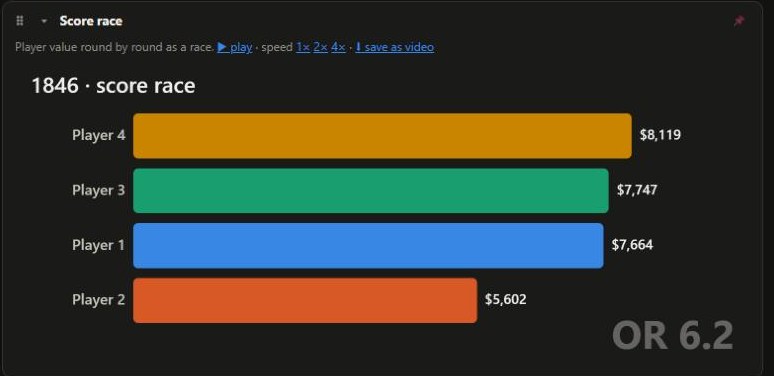 Score race
Player value round by round as a race. ▶ play · speed 1× 2× 4× · ⬇ save as video
1846 · score race
Player 4 $8,119
Player 3 $7,747
Player 1 $7,664
Player 2 $5,602
OR 6.2